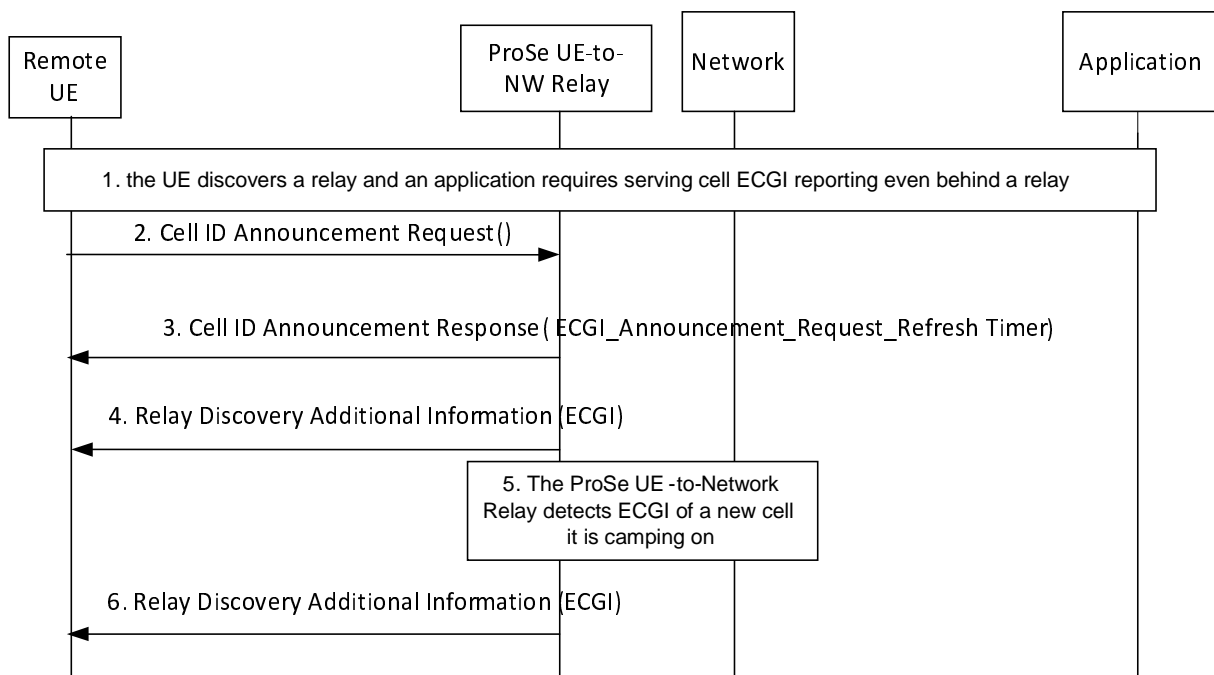 Remote
UE
ProSe UE-to-
NW Relay
Network
Application
1. the UE discovers a relay and an application requires serving cell ECGI reporting even behind a relay
2. Cell ID Announcement Request()
3. Cell ID Announcement Response( ECGI_Announcement_Request_Refresh Timer)
4. Relay Discovery Additional Information (ECGI)
5. The ProSe UE -to-Network
Relay detects ECGI of a new cell
it is camping on
6. Relay Discovery Additional Information (ECGI)